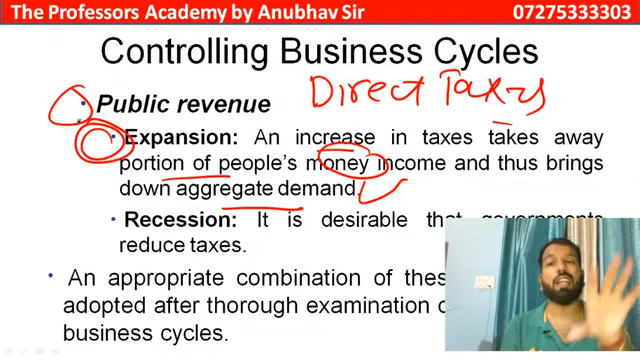 The Professors Academy by Anubhav Sir 07275333303
Controlling Business Cycles
• Public revenue Direct Taxes
• Expansion: An increase in taxes takes away
portion of people's money income and thus brings
down aggregate demand.
• Recession: It is desirable that governments
reduce taxes.
• An appropriate combination of these
adopted after thorough examination
business cycles.